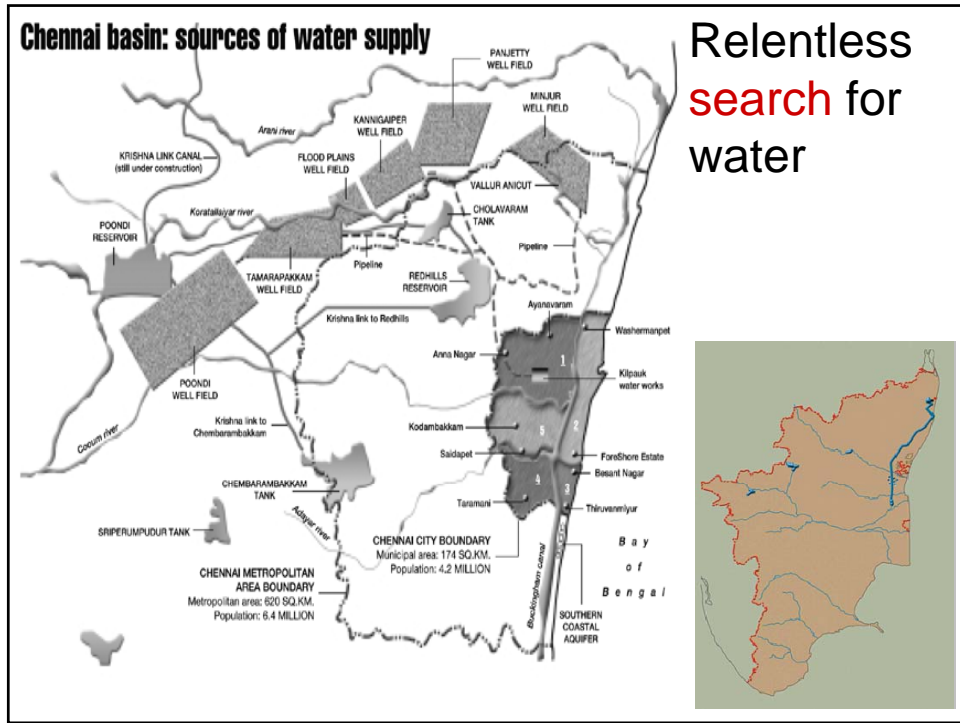 Chennai basin: sources of water supply
Relentless
search for
water
PANJETTY
WELL FIELD
MINJUR
WELL FIELD
KANNIGAIPER
WELL FIELD
Arani river
FLOOD PLAINS
WELL FIELD
KRISHNA LINK CANAL
(still under construction)
VALLUR ANICUT
Koratallaiyar river
CHOLAVARAM
TANK
POONDI
RESERVOIR
Pipeline
Pipeline
TAMARAPAKKAM
WELL FIELD
REDHILLS
RESERVOIR
Krishna link to Redhills
Ayanavaram
Washermanpet
Anna Nagar
1
Kilpauk
water works
POONDI
WELL FIELD
Cooum river
Krishna link to
Chembarambakkam
Kodambakkam
5
2
Saidapet
ForeShore Estate
Besant Nagar
CHEMBARAMBAKKAM
TANK
4
3
Taramani
Thiruvanmiyur
SRIPERUMPUDUR TANK
Adayar river
CHENNAI CITY BOUNDARY
Municipal area: 174 SQ.KM.
Population: 4.2 MILLION
Bay
of
Bengal
CHENNAI METROPOLITAN
AREA BOUNDARY
Metropolitan area: 620 SQ.KM.
Population: 6.4 MILLION
Buckingham canal
SOUTHERN
COASTAL
AQUIFER